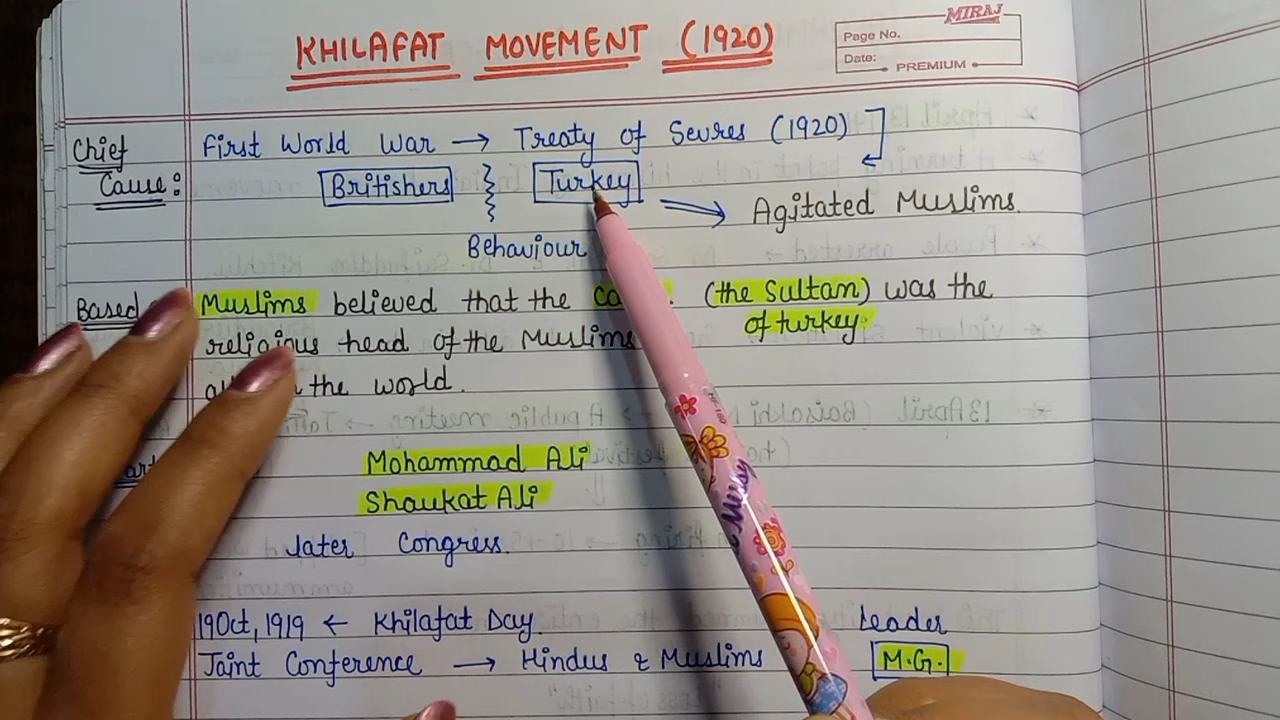 MIRAJ
Page No.
Date:
PREMIUM
KHILAFAT MOVEMENT (1920)
Chief Cause:
First World War → Treaty of Sevres (1920)
Britishers Turkey
⇒ Agitated Muslims.
Behaviour
Based
Muslims believed that the (the Sultan) was the
of turkey.
religious head of the Muslims
the world.
Mohammad Ali
Shaukat Ali
later Congress.
19Oct, 1919 ← Khilafat Day.
Leader
Joint Conference → Hindus & Muslims
M.G.